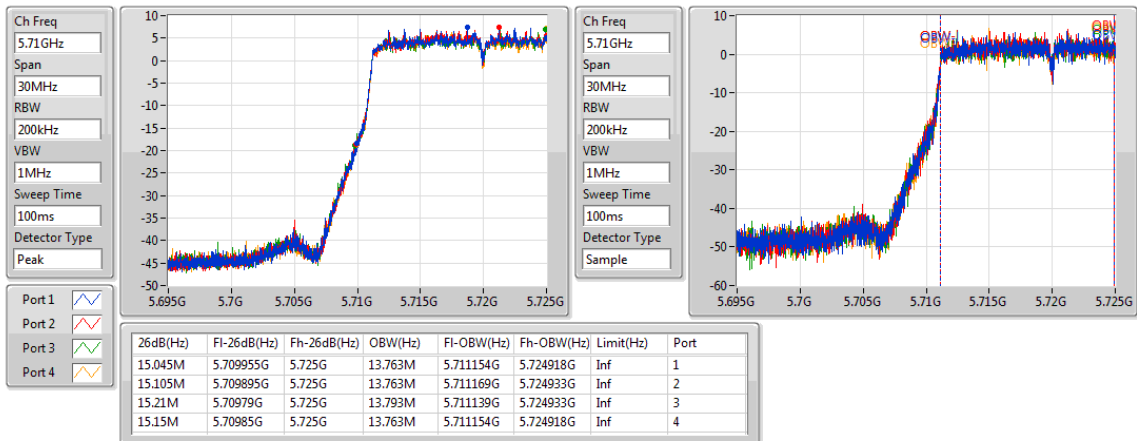 Ch Freq
5.71GHz
Span
30MHz
RBW
200kHz
VBW
1MHz
Sweep Time
100ms
Detector Type
Peak
10
5
0
-5
-10
-15
-20
-25
-30
-35
-40
-45
-50
5.695G 5.7G 5.705G 5.71G 5.715G 5.72G 5.725G
Ch Freq
5.71GHz
Span
30MHz
RBW
200kHz
VBW
1MHz
Sweep Time
100ms
Detector Type
Sample
10
0
-10
-20
-30
-40
-50
-60
OBW
5.695G 5.7G 5.705G 5.71G 5.715G 5.72G 5.725G
Port 1
Port 2
Port 3
Port 4
26dB(Hz) Fl-26dB(Hz) Fh-26dB(Hz) OBW(Hz) Fl-OBW(Hz) Fh-OBW(Hz) Limit(Hz) Port
15.045M 5.709955G 5.725G 13.763M 5.711154G 5.724918G Inf 1
15.105M 5.709895G 5.725G 13.763M 5.711169G 5.724933G Inf 2
15.21M 5.70979G 5.725G 13.793M 5.711139G 5.724933G Inf 3
15.15M 5.70985G 5.725G 13.763M 5.711154G 5.724918G Inf 4